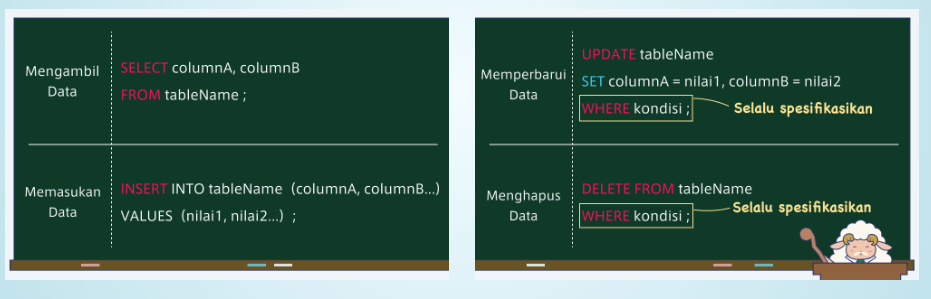 Mengambil
Data
SELECT columnA, columnB
FROM tableName ;
Memasukan
Data
INSERT INTO tableName (columnA, columnB...)
VALUES (nilai1, nilai2...) ;
Memperbarui
Data
UPDATE tableName
SET columnA = nilai1, columnB = nilai2
WHERE kondisi ;
Selalu spesifikasikan
Menghapus
Data
DELETE FROM tableName
WHERE kondisi ;
Selalu spesifikasikan